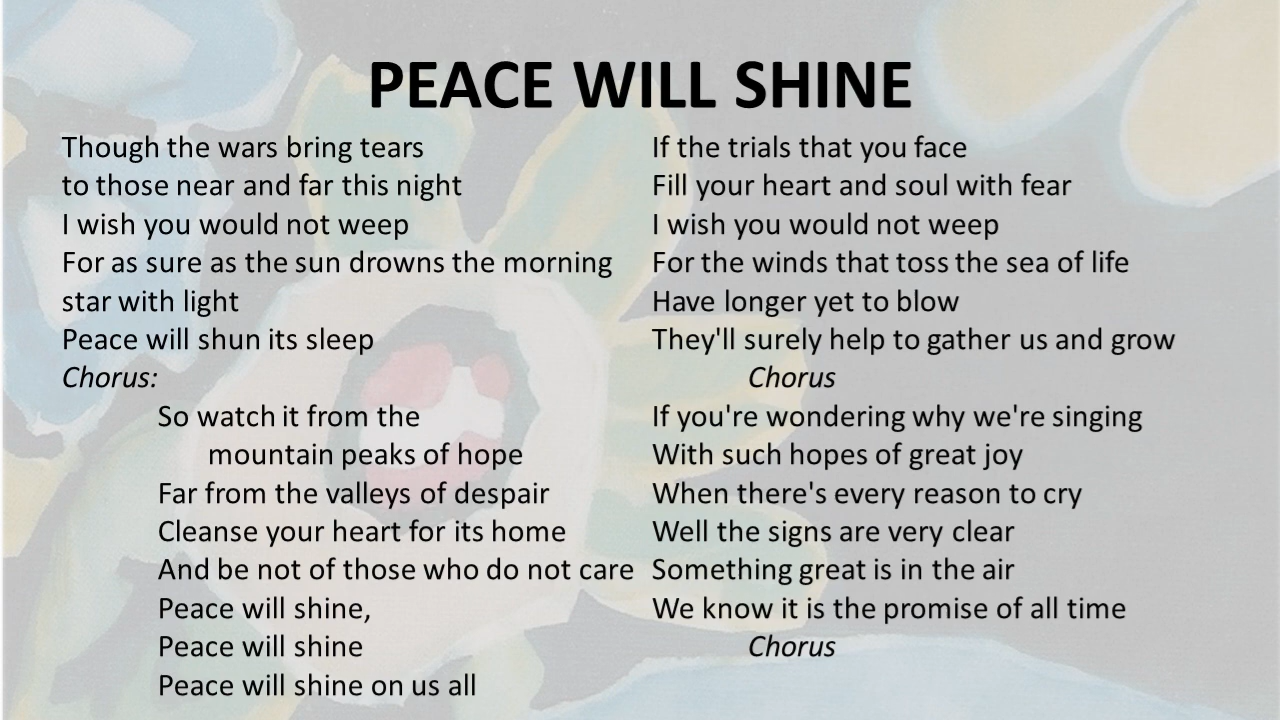 PEACE WILL SHINE
Though the wars bring tears
to those near and far this night
I wish you would not weep
For as sure as the sun drowns the morning
star with light
Peace will shun its sleep
Chorus:
So watch it from the
mountain peaks of hope
Far from the valleys of despair
Cleanse your heart for its home
And be not of those who do not care
Peace will shine,
Peace will shine
Peace will shine on us all
If the trials that you face
Fill your heart and soul with fear
I wish you would not weep
For the winds that toss the sea of life
Have longer yet to blow
They'll surely help to gather us and grow
Chorus
If you're wondering why we're singing
With such hopes of great joy
When there's every reason to cry
Well the signs are very clear
Something great is in the air
We know it is the promise of all time
Chorus